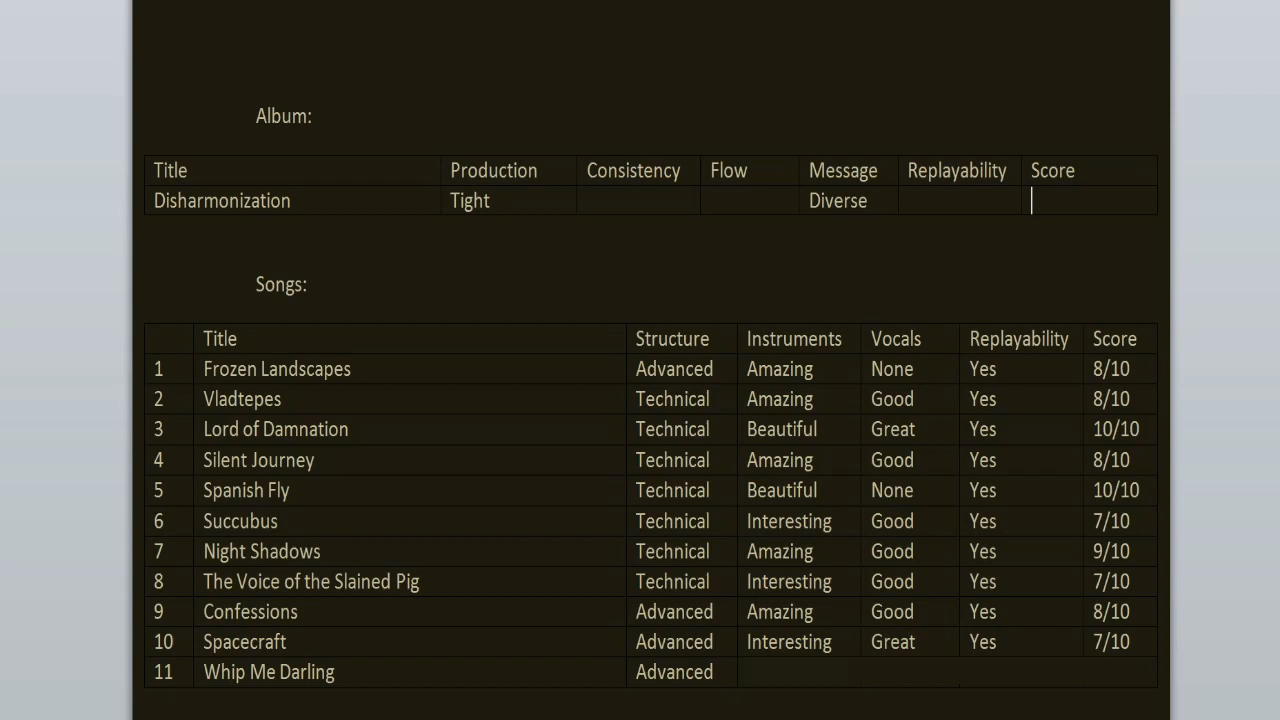 Album:
Title Production Consistency Flow Message Replayability Score
Disharmonization Tight Diverse
Songs:
Title Structure Instruments Vocals Replayability Score
1 Frozen Landscapes Advanced Amazing None Yes 8/10
2 Vladtepes Technical Amazing Good Yes 8/10
3 Lord of Damnation Technical Beautiful Great Yes 10/10
4 Silent Journey Technical Amazing Good Yes 8/10
5 Spanish Fly Technical Beautiful None Yes 10/10
6 Succubus Technical Interesting Good Yes 7/10
7 Night Shadows Technical Amazing Good Yes 9/10
8 The Voice of the Slained Pig Technical Interesting Good Yes 7/10
9 Confessions Advanced Amazing Good Yes 8/10
10 Spacecraft Advanced Interesting Great Yes 7/10
11 Whip Me Darling Advanced